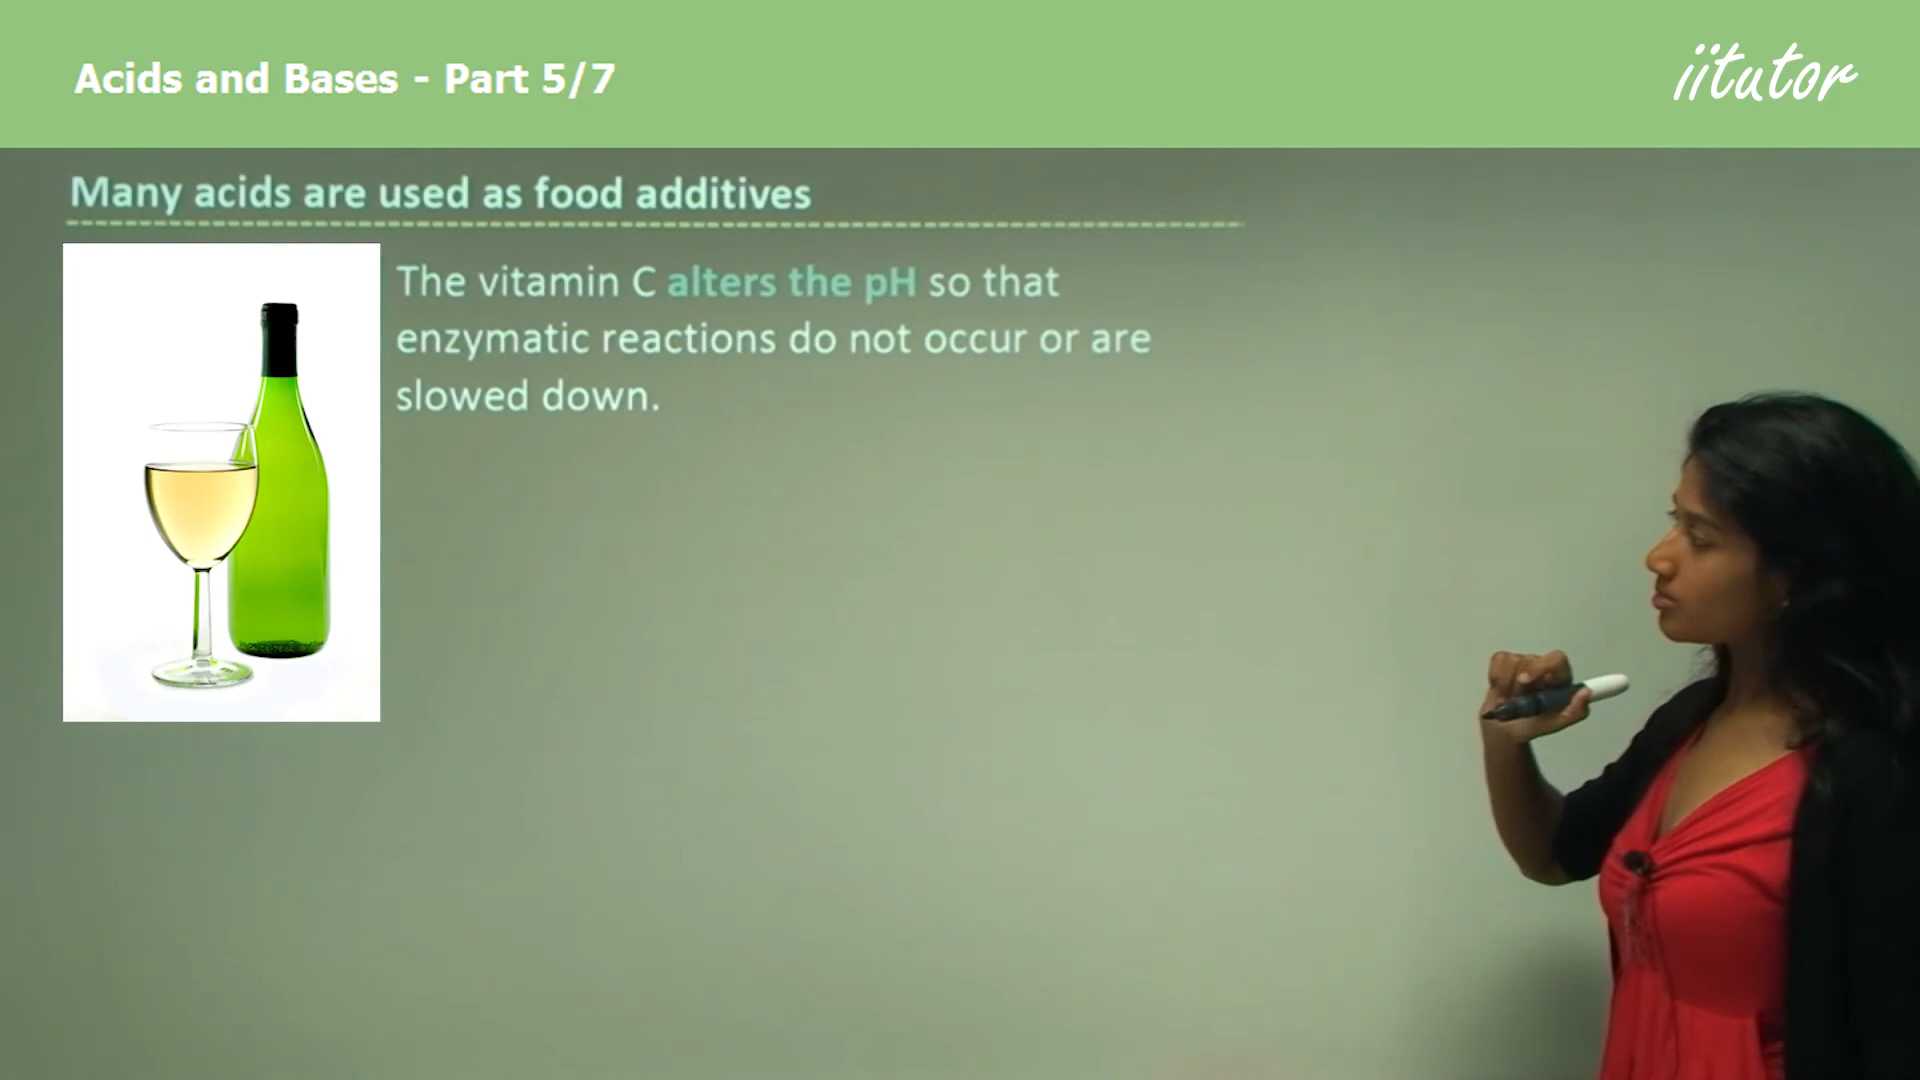 Acids and Bases - Part 5/7
iitutor
Many acids are used as food additives
The vitamin C alters the pH so that
enzymatic reactions do not occur or are
slowed down.